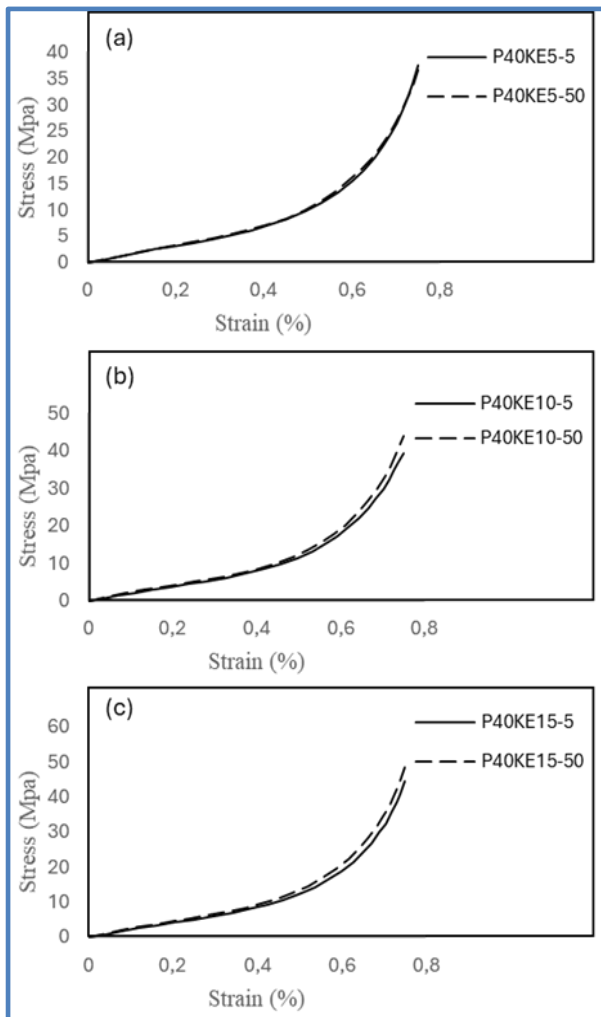 (a)
P40KE5-5
P40KE5-50
Stress (Mpa)
40
35
30
25
20
15
10
5
0
0 0,2 0,4 0,6 0,8
Strain (%)
(b)
P40KE10-5
P40KE10-50
Stress (Mpa)
50
40
30
20
10
0
0 0,2 0,4 0,6 0,8
Strain (%)
(c)
P40KE15-5
P40KE15-50
Stress (Mpa)
60
50
40
30
20
10
0
0 0,2 0,4 0,6 0,8
Strain (%)